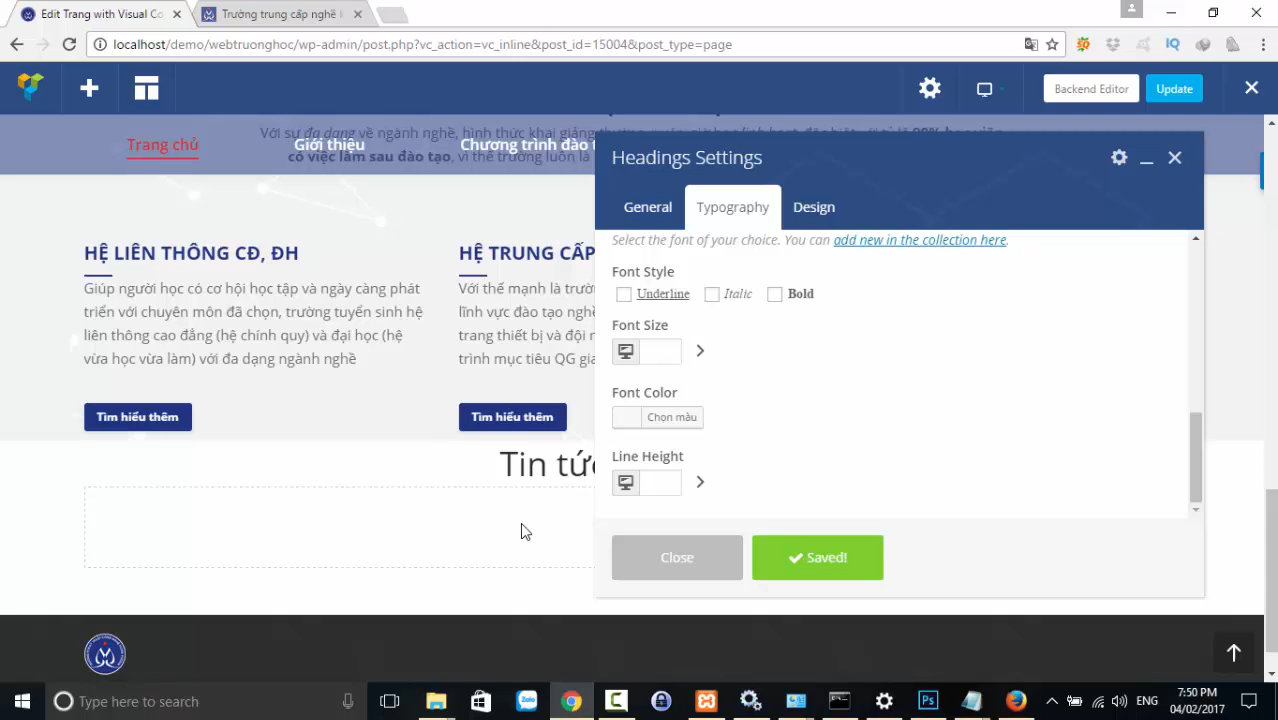 Edit Trang with Visual Co
Trường trung cấp nghề
localhost/demo/webtruonghoc/wp-admin/post.php?vc_action=vc_inline&post_id=15004&post_type=page
IQ
Backend Editor
Update
Với sự đa dạng về ngành nghề, hình thức khai giảng
có việc làm sau đào tạo, vì thế trường luôn là
Trang chủ
Giới thiệu
Chương trình đào t
Headings Settings
General
Typography
Design
Select the font of your choice. You can add new in the collection here.
Font Style
Underline
Italic
Bold
Font Size
Font Color
Chọn màu
Line Height
Close
Saved!
HỆ LIÊN THÔNG CĐ, ĐH
Giúp người học có cơ hội học tập và ngày càng phát
triển với chuyên môn đã chọn, trường tuyển sinh hệ
liên thông cao đẳng (hệ chính quy) và đại học (hệ
vừa học vừa làm) với đa dạng ngành nghề
Tìm hiểu thêm
HỆ TRUNG CẤP
Với thế mạnh là trườ
lĩnh vực đào tạo ngh
trang thiết bị và đội n
trình mục tiêu QG gia
Tìm hiểu thêm
Tin tứ
Type here to search
Zalo
Ps
ENG
7:50 PM
04/02/2017